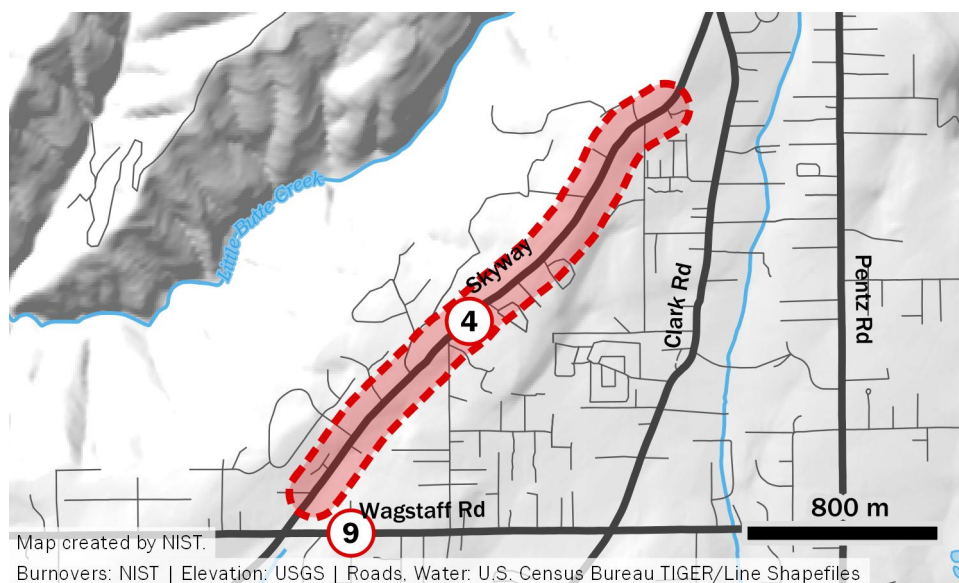 Little Butte Creek
Skyway
4
Clark Rd
Pentz Rd
800 m
Wagstaff Rd
9
Map created by NIST.
Burnovers: NIST | Elevation: USGS | Roads, Water: U.S. Census Bureau TIGER/Line Shapefiles